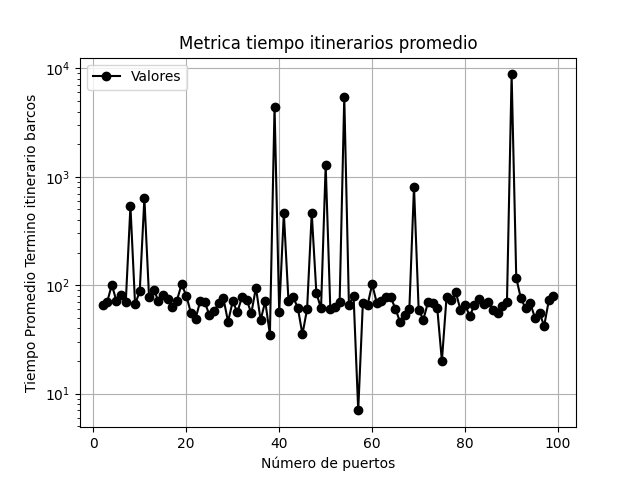 Metrica tiempo itinerarios promedio
Valores
Tiempo Promedio Termino itinerario barcos
10⁴
10³
10²
10¹
0 20 40 60 80 100
Número de puertos